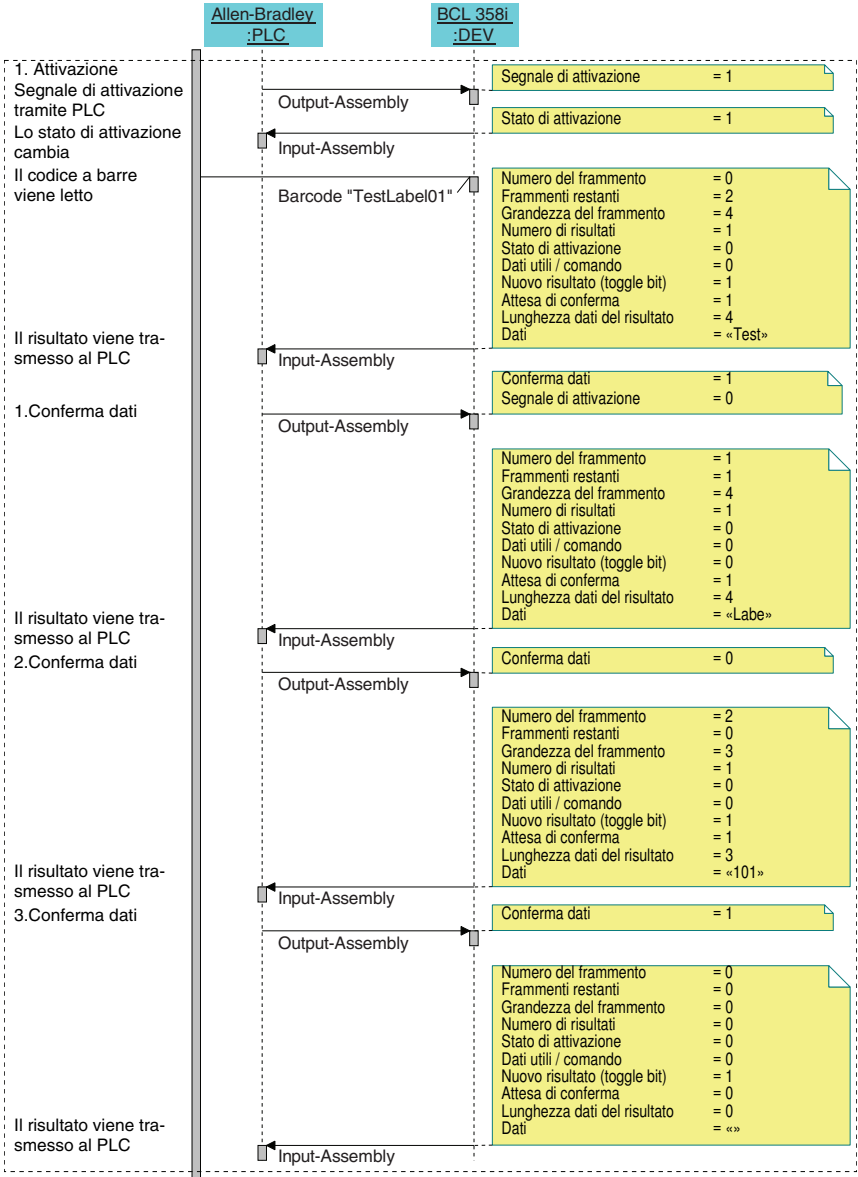 Allen-Bradley
:PLC
BCL 358i
:DEV
1. Attivazione
Segnale di attivazione
tramite PLC
Segnale di attivazione = 1
Output-Assembly
Lo stato di attivazione
cambia
Stato di attivazione = 1
Input-Assembly
Il codice a barre
viene letto
Barcode "TestLabel01"
Numero del frammento = 0
Frammenti restanti = 2
Grandezza del frammento = 4
Numero di risultati = 1
Stato di attivazione = 0
Dati utili / comando = 0
Nuovo risultato (toggle bit) = 1
Attesa di conferma = 1
Lunghezza dati del risultato = 4
Dati = «Test»
Il risultato viene tra-
smesso al PLC
Input-Assembly
Conferma dati = 1
Segnale di attivazione = 0
1.Conferma dati
Output-Assembly
Numero del frammento = 1
Frammenti restanti = 1
Grandezza del frammento = 4
Numero di risultati = 1
Stato di attivazione = 0
Dati utili / comando = 0
Nuovo risultato (toggle bit) = 0
Attesa di conferma = 1
Lunghezza dati del risultato = 4
Dati = «Labe»
Il risultato viene tra-
smesso al PLC
Input-Assembly
2.Conferma dati
Conferma dati = 0
Output-Assembly
Numero del frammento = 2
Frammenti restanti = 0
Grandezza del frammento = 3
Numero di risultati = 1
Stato di attivazione = 0
Dati utili / comando = 0
Nuovo risultato (toggle bit) = 1
Attesa di conferma = 1
Lunghezza dati del risultato = 3
Dati = «101»
Il risultato viene tra-
smesso al PLC
Input-Assembly
3.Conferma dati
Conferma dati = 1
Output-Assembly
Numero del frammento = 0
Frammenti restanti = 0
Grandezza del frammento = 0
Numero di risultati = 0
Stato di attivazione = 0
Dati utili / comando = 0
Nuovo risultato (toggle bit) = 1
Attesa di conferma = 0
Lunghezza dati del risultato = 0
Dati = «»
Il risultato viene tra-
smesso al PLC
Input-Assembly